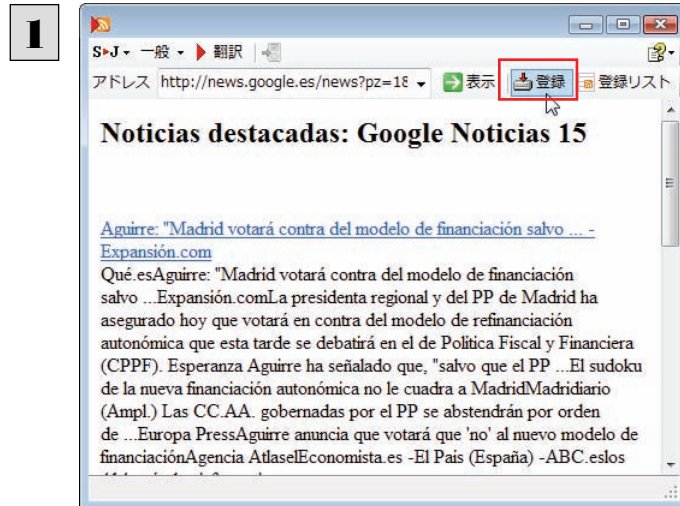 1
S▶J 一般 翻訳
アドレス http://news.google.es/news?pz=18 表示 登録 登録リスト
Noticias destacadas: Google Noticias 15
Aguirre: "Madrid votará contra del modelo de financiación salvo ... -
Expansión.com
Qué.esAguirre: "Madrid votará contra del modelo de financiación
salvo ...Expansión.comLa presidenta regional y del PP de Madrid ha
asegurado hoy que votará en contra del modelo de refinanciación
autonómica que esta tarde se debatirá en el de Política Fiscal y Financiera
(CPPF). Esperanza Aguirre ha señalado que, "salvo que el PP ...El sudoku
de la nueva financiación autonómica no le cuadra a MadridMadridiario
(Ampl.) Las CC.AA. gobernadas por el PP se abstendrán por orden
de ...Europa PressAguirre anuncia que votará que 'no' al nuevo modelo de
financiaciónAgencia AtlaselEconomista.es -El País (España) -ABC.eslos